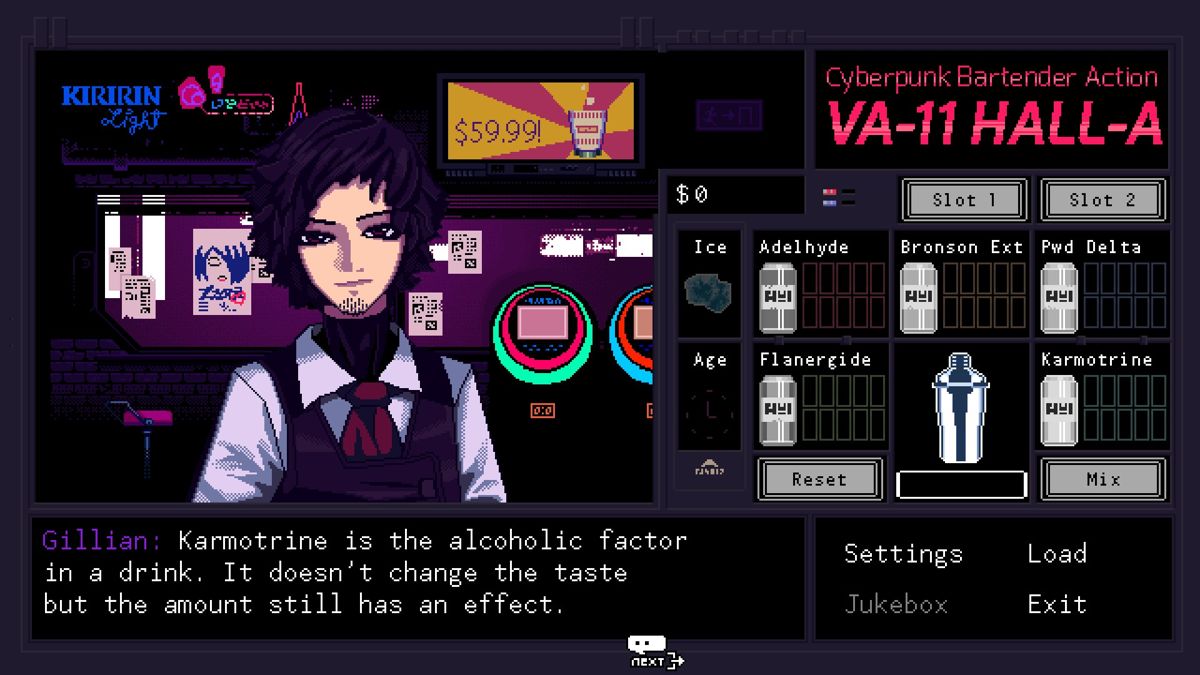 KIRIRIN
Light
$59.99!
Cyberpunk Bartender Action
VA-11 HALL-A
$0
Slot 1
Slot 2
Ice
Adelhyde
Bronson Ext
Pwd Delta
Age
Flanergide
Karmotrine
Reset
Mix
Gillian: Karmotrine is the alcoholic factor
in a drink. It doesn't change the taste
but the amount still has an effect.
Settings
Load
Jukebox
Exit
NEXT